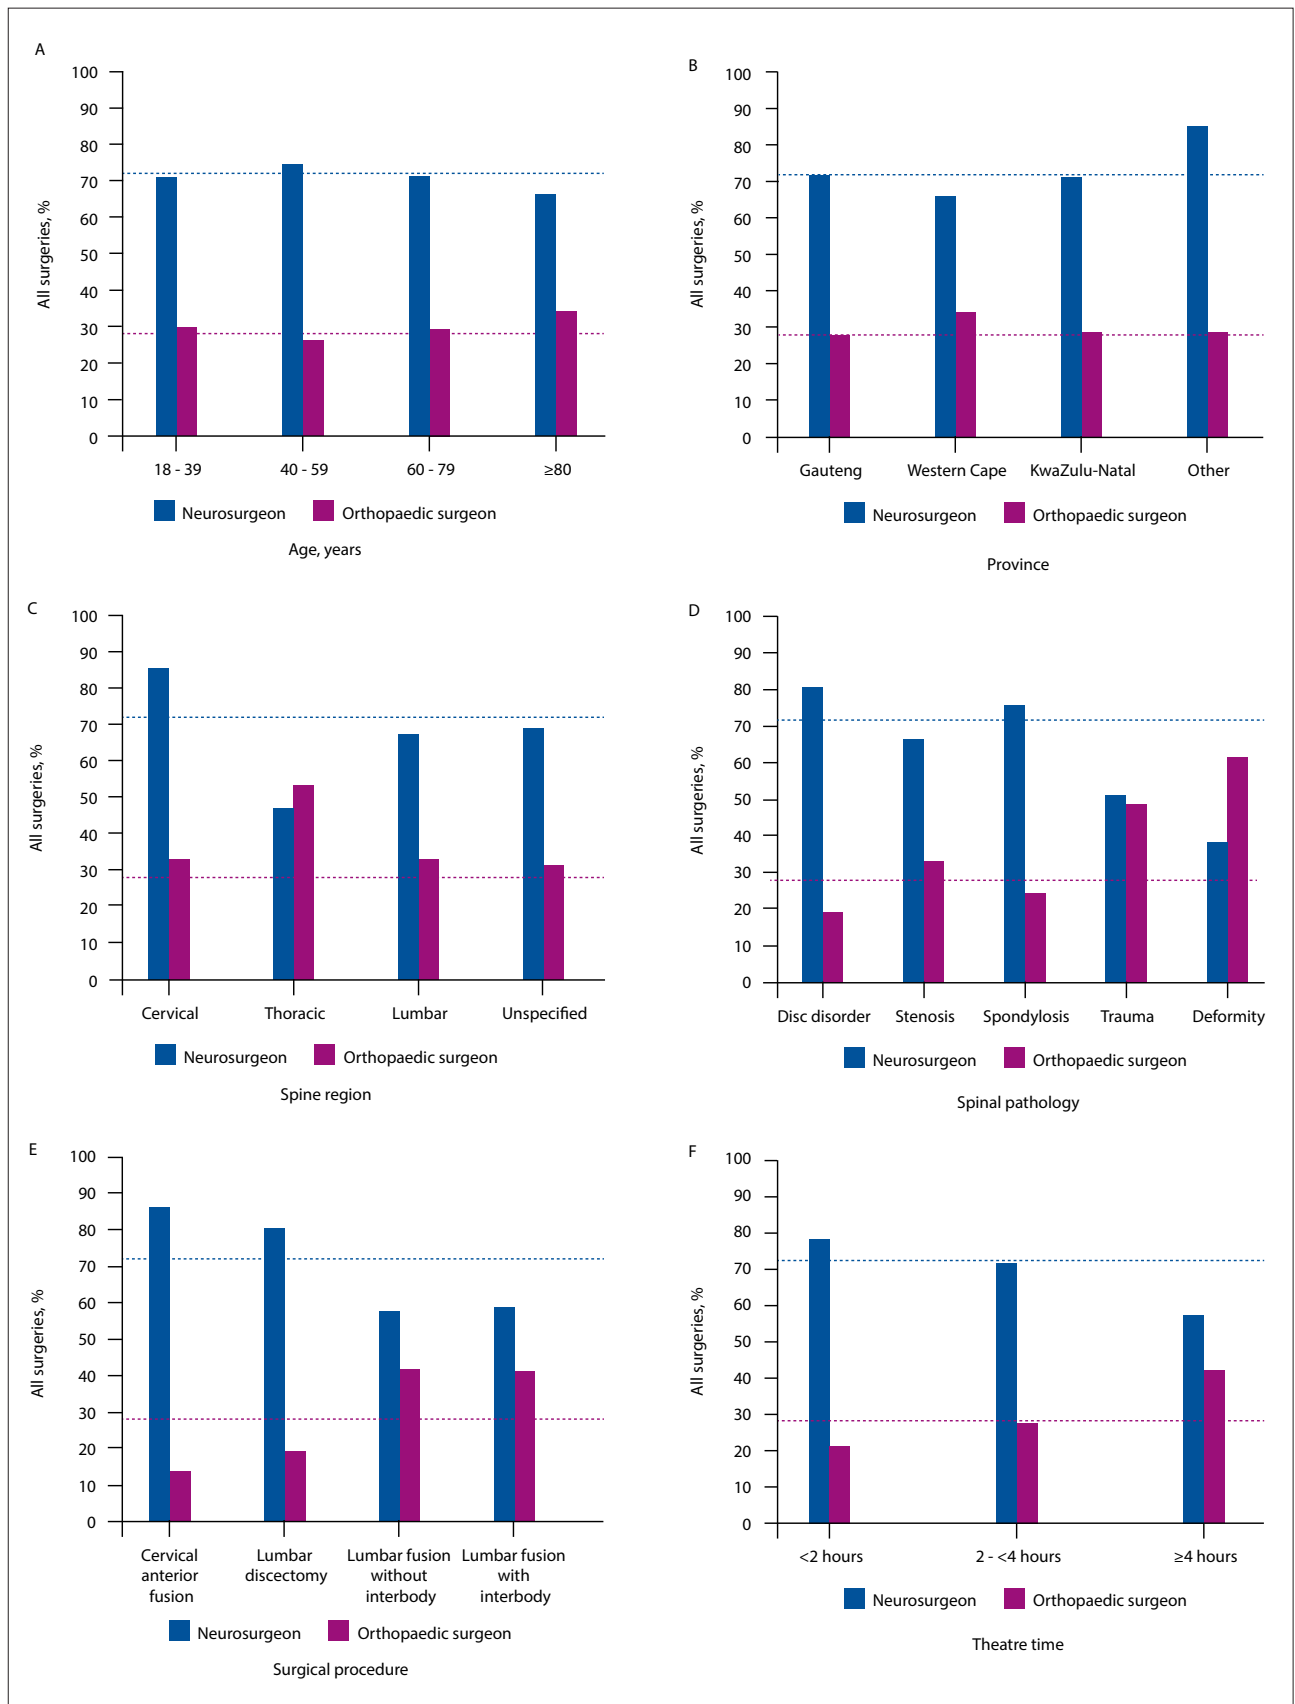 A
100
90
80
70
60
50
40
30
20
10
0
All surgeries, %
18 - 39
40 - 59
60 - 79
≥80
Neurosurgeon
Orthopaedic surgeon
Age, years
B
100
90
80
70
60
50
40
30
20
10
0
All surgeries, %
Gauteng
Western Cape
KwaZulu-Natal
Other
Neurosurgeon
Orthopaedic surgeon
Province
C
100
90
80
70
60
50
40
30
20
10
0
All surgeries, %
Cervical
Thoracic
Lumbar
Unspecified
Neurosurgeon
Orthopaedic surgeon
Spine region
D
100
90
80
70
60
50
40
30
20
10
0
All surgeries, %
Disc disorder
Stenosis
Spondylosis
Trauma
Deformity
Neurosurgeon
Orthopaedic surgeon
Spinal pathology
E
100
90
80
70
60
50
40
30
20
10
0
All surgeries, %
Cervical
anterior
fusion
Lumbar
discectomy
Lumbar fusion
without
interbody
Lumbar fusion
with
interbody
Neurosurgeon
Orthopaedic surgeon
Surgical procedure
F
100
90
80
70
60
50
40
30
20
10
0
All surgeries, %
<2 hours
2 - <4 hours
≥4 hours
Neurosurgeon
Orthopaedic surgeon
Theatre time